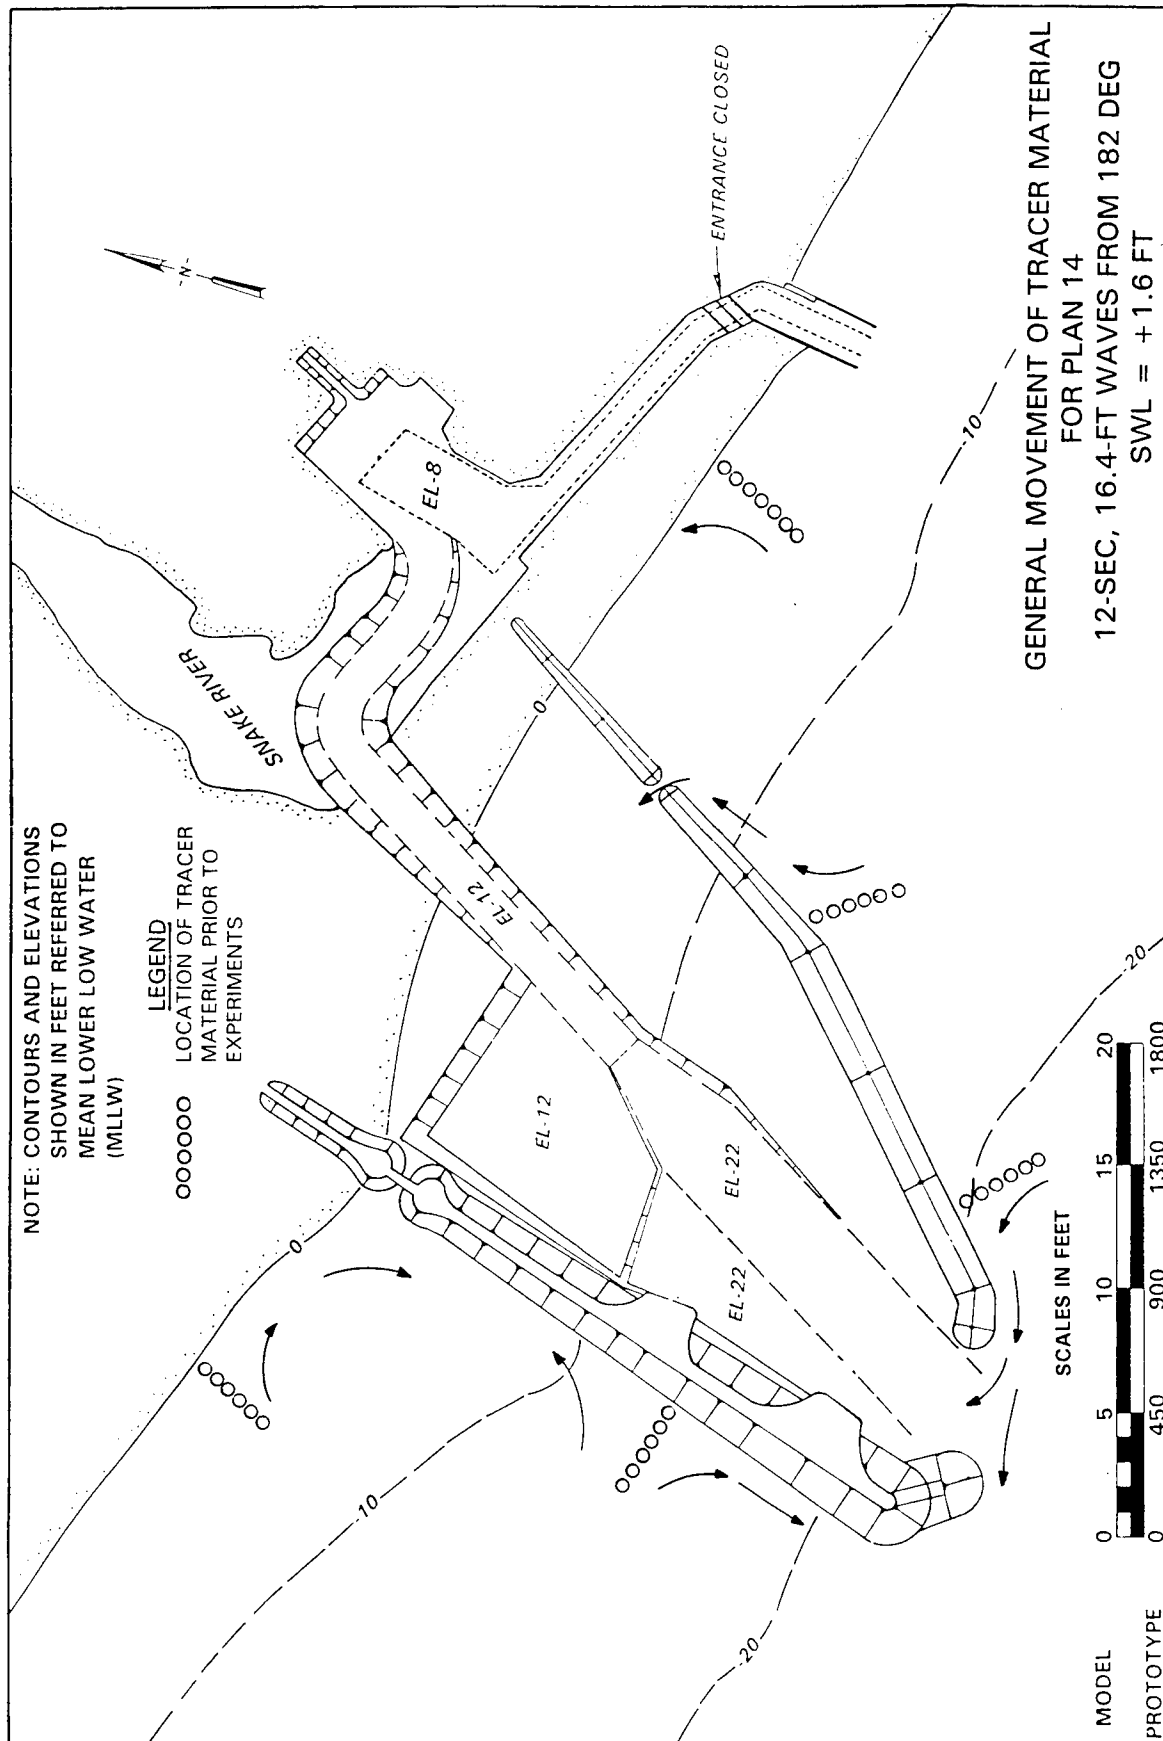 NOTE: CONTOURS AND ELEVATIONS
SHOWN IN FEET REFERRED TO
MEAN LOWER LOW WATER
(MLLW)
LEGEND
LOCATION OF TRACER
MATERIAL PRIOR TO
EXPERIMENTS
SNAKE RIVER
-N-
EL-8
ENTRANCE CLOSED
EL-12
EL-12
EL-22
EL-22
0
0
-10
-10
-20
-20
SCALES IN FEET
MODEL 0 5 10 15 20
PROTOTYPE 0 450 900 1350 1800
GENERAL MOVEMENT OF TRACER MATERIAL
FOR PLAN 14
12-SEC, 16.4-FT WAVES FROM 182 DEG
SWL = +1.6 FT